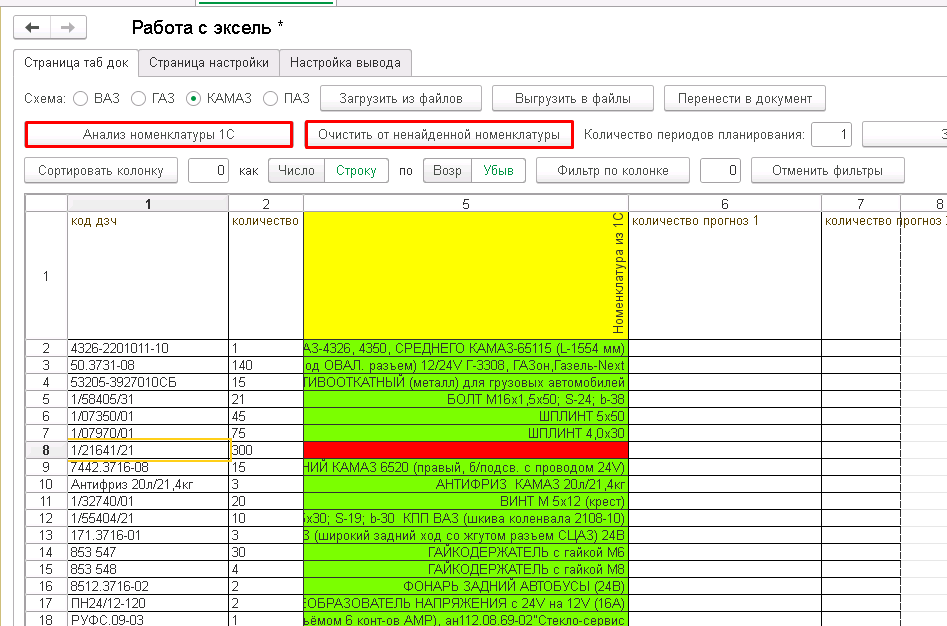 Работа с эксель *
Страница таб док Страница настройки Настройка вывода
Схема: ВАЗ ГАЗ КАМАЗ ПАЗ Загрузить из файлов Выгрузить в файлы Перенести в документ
Анализ номенклатуры 1С Очистить от ненайденной номенклатуры Количество периодов планирования: 1
Сортировать колонку 0 как Число Строку по Возр Убыв Фильтр по колонке 0 Отменить фильтры
1 2 5 6 7 8
код дзч количество Номенклатура из 1С количество прогноз 1 количество прогноз
1
2 4326-2201011-10 1 АЗ-4326, 4350, СРЕДНЕГО КАМАЗ-65115 (L-1554 мм)
3 50.3731-08 140 од ОВАЛ. разъем) 12/24V Г-3308, ГАЗон,Газель-Next
4 53205-3927010СБ 15 ИВООТКАТНЫЙ (металл) для грузовых автомобилей
5 1/58405/31 21 БОЛТ М16х1,5х50; S-24; b-38
6 1/07350/01 45 ШПЛИНТ 5х50
7 1/07970/01 75 ШПЛИНТ 4,0х30
8 1/21641/21 300
9 7442.3716-08 15 НИЙ КАМАЗ 6520 (правый, б/подсв. с проводом 24V)
10 Антифриз 20л/21,4кг 3 АНТИФРИЗ КАМАЗ 20л/21,4кг
11 1/32740/01 20 ВИНТ М 5х12 (крест)
12 1/55404/21 10 х30; S-19; b-30 КПП ВАЗ (шкива коленвала 2108-10)
13 171.3716-01 3 З (широкий задний ход со жгутом разъем СЦАЗ) 24В
14 853 547 30 ГАЙКОДЕРЖАТЕЛЬ с гайкой М6
15 853 548 4 ГАЙКОДЕРЖАТЕЛЬ с гайкой М8
16 8512.3716-02 2 ФОНАРЬ ЗАДНИЙ АВТОБУСЫ (24В)
17 ПН24/12-120 2 ЕОБРАЗОВАТЕЛЬ НАПРЯЖЕНИЯ с 24V на 12V (16А)
18 РУФС.09-03 1 ъёмом 6 конт-ов АМР), ан112.08.69-02"Стекло-сервис